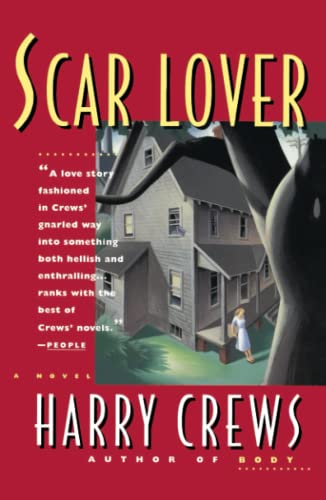 SCAR LOVER
“A love story
fashioned
in Crews’
gnarled way
into something
both hellish and
enthralling...
ranks with the
best of
Crews’ novels.”
—PEOPLE
A NOVEL
HARRY CREWS
AUTHOR OF BODY